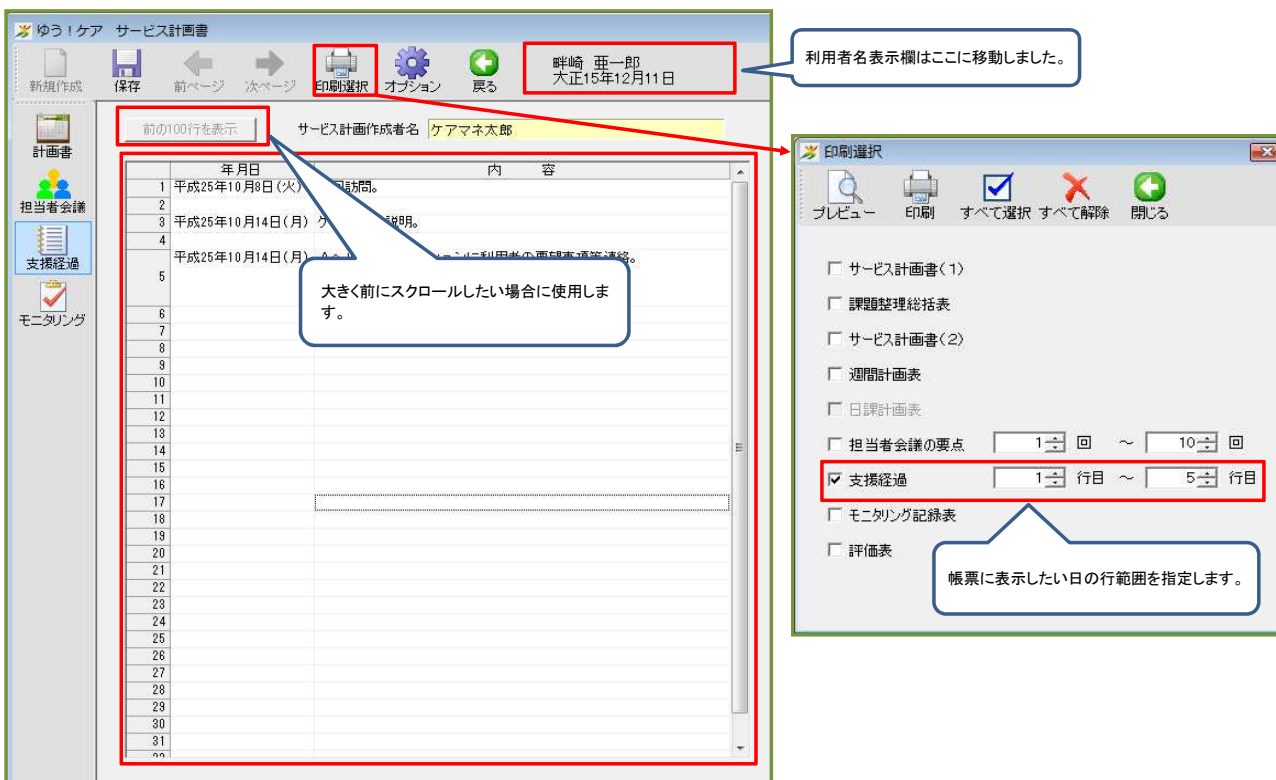 ゆう！ケア　サービス計画書
新規作成　保存　前ページ　次ページ　印刷選択　オプション　戻る
畔崎 亜一郎
大正15年12月11日
利用者名表示欄はここに移動しました。
計画書
担当者会議
支援経過
モニタリング
前の100行を表示
サービス計画作成者名　ケアマネ太郎
年月日　内　容
1　平成25年10月8日(火)　訪問。
2
3　平成25年10月14日(月)　説明。
4
5　平成25年10月14日(月)　に利用者の要望事項等連絡。
6
7
8
9
10
11
12
13
14
15
16
17
18
19
20
21
22
23
24
25
26
27
28
29
30
31
大きく前にスクロールしたい場合に使用しま
す。
印刷選択
プレビュー　印刷　すべて選択　すべて解除　閉じる
サービス計画書(1)
課題整理総括表
サービス計画書(2)
週間計画表
日課計画表
担当者会議の要点　1 回 ～ 10 回
支援経過　1 行目 ～ 5 行目
モニタリング記録表
評価表
帳票に表示したい日の行範囲を指定します。